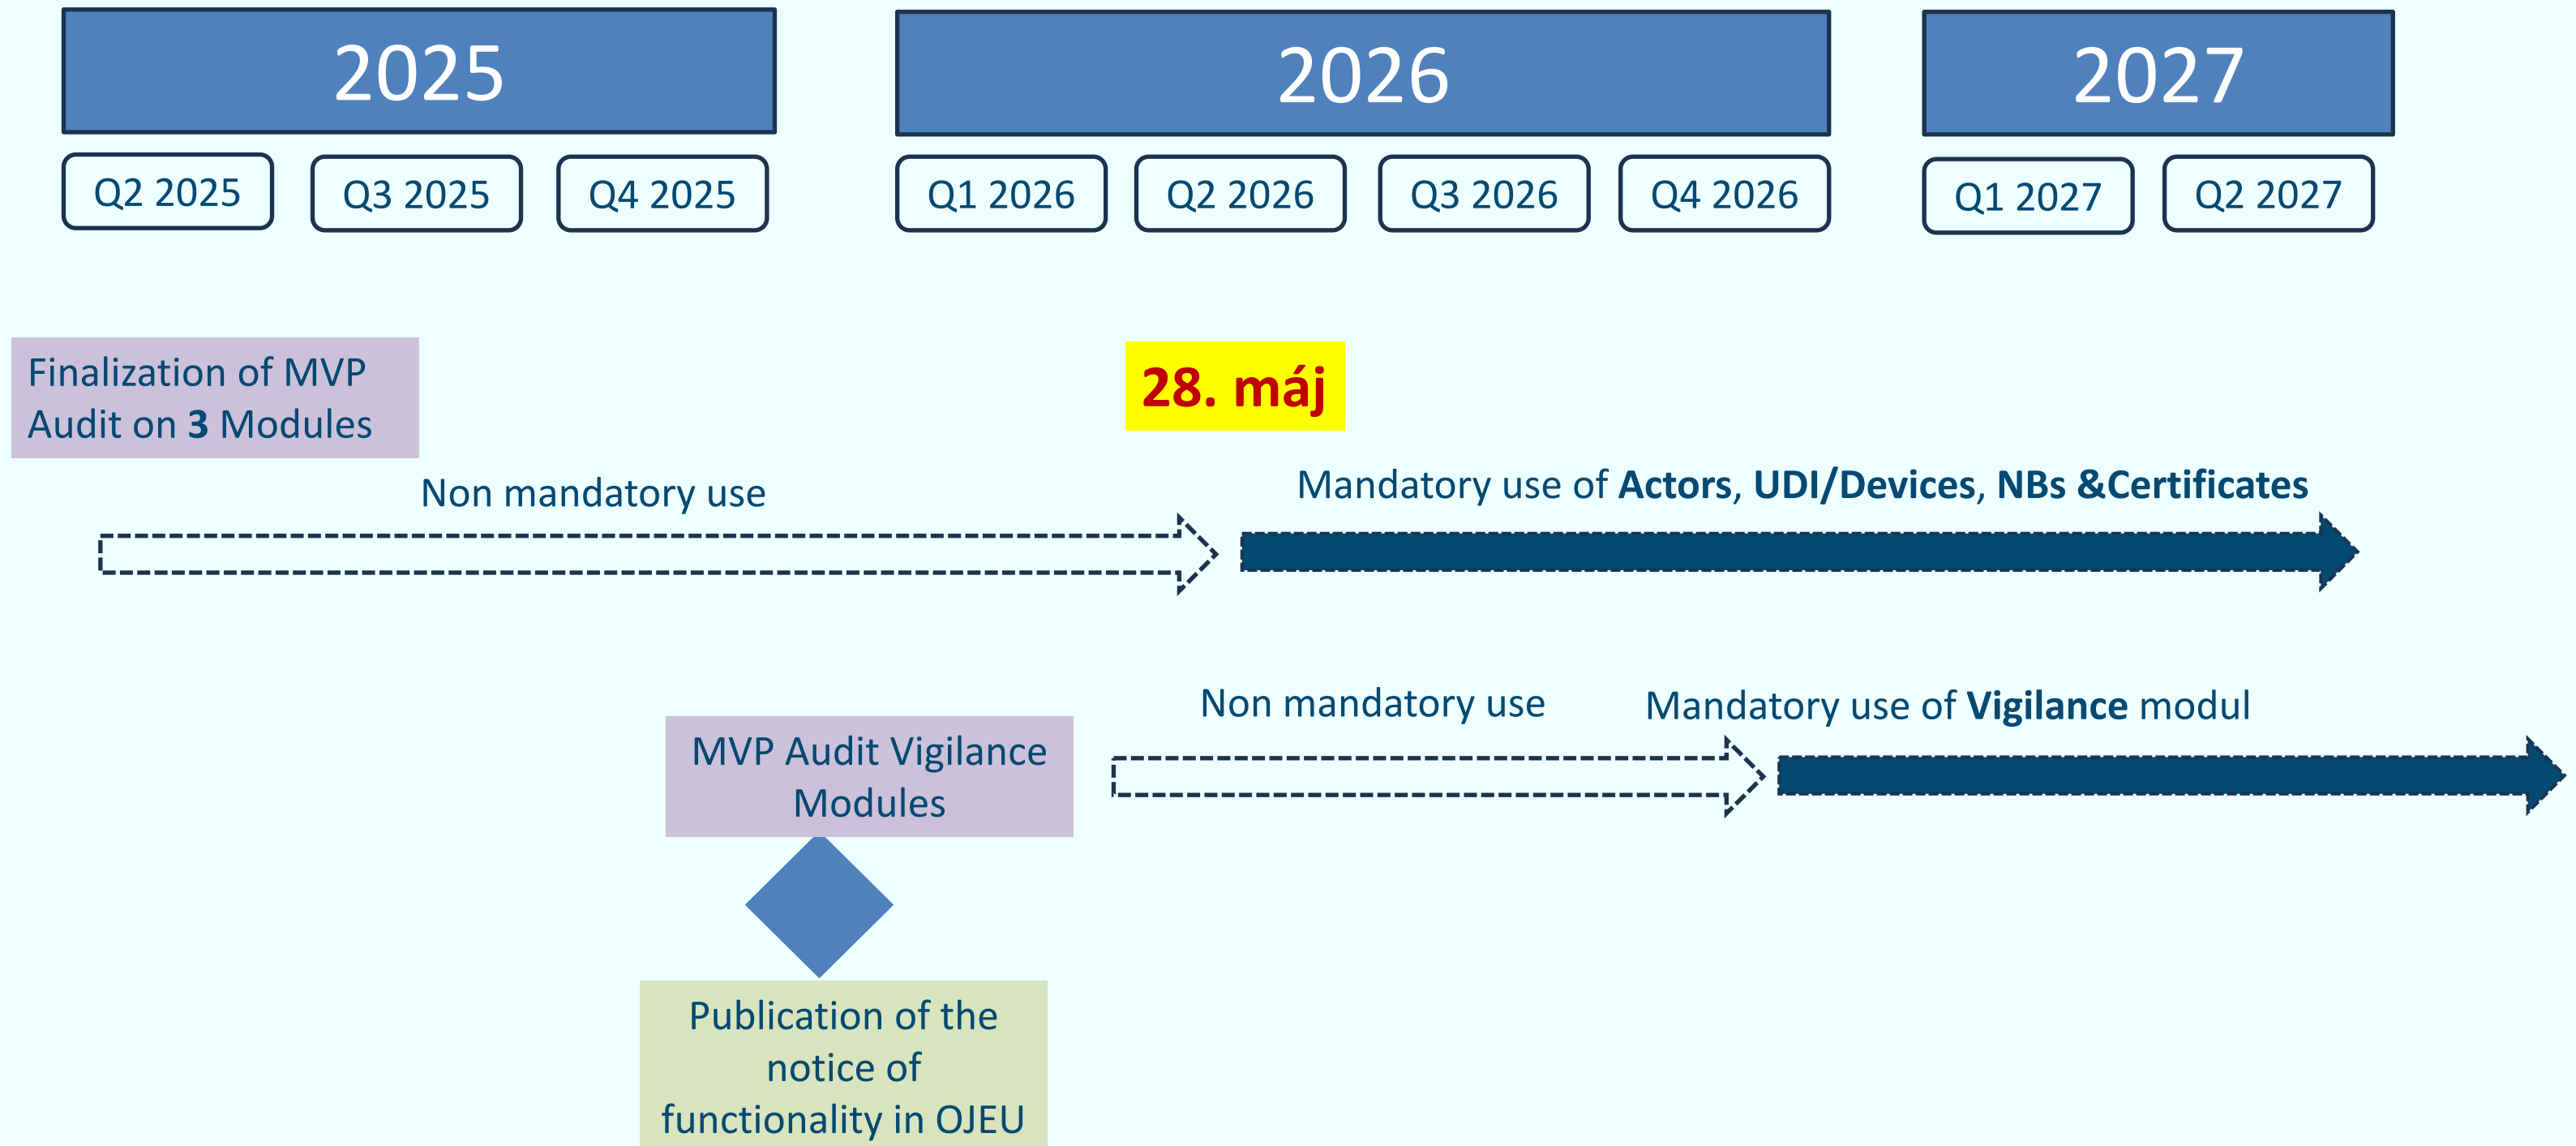 2025
2026
2027
Q2 2025
Q3 2025
Q4 2025
Q1 2026
Q2 2026
Q3 2026
Q4 2026
Q1 2027
Q2 2027
Finalization of MVP
Audit on 3 Modules
28. máj
Non mandatory use
Mandatory use of Actors, UDI/Devices, NBs &Certificates
Non mandatory use
Mandatory use of Vigilance modul
MVP Audit Vigilance
Modules
Publication of the
notice of
functionality in OJEU